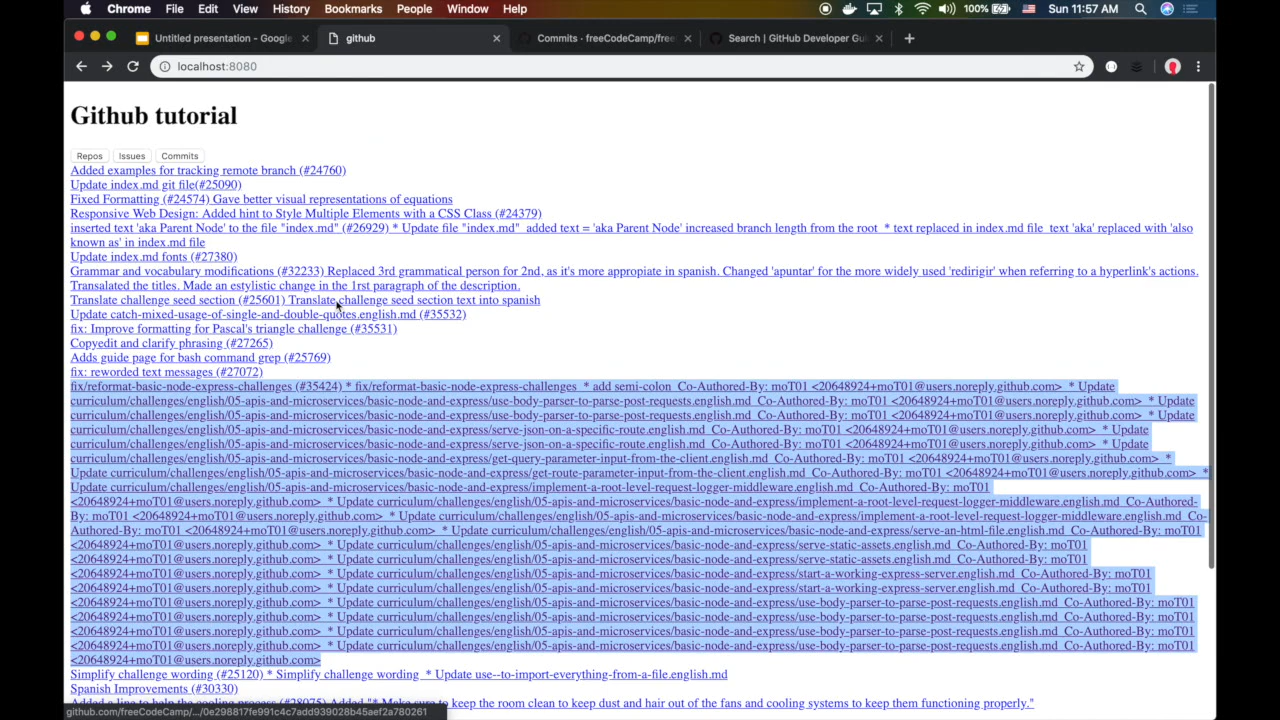 Chrome File Edit View History Bookmarks People Window Help 100% Sun 11:57 AM
Untitled presentation - Google github Commits · freeCodeCamp/free Search | GitHub Developer Gu
localhost:8080
Github tutorial
Repos Issues Commits
Added examples for tracking remote branch (#24760)
Update index.md git file(#25090)
Fixed Formatting (#24574) Gave better visual representations of equations
Responsive Web Design: Added hint to Style Multiple Elements with a CSS Class (#24379)
inserted text 'aka Parent Node' to the file "index.md" (#26929) * Update file "index.md" added text = 'aka Parent Node' increased branch length from the root * text replaced in index.md file text 'aka' replaced with 'also
known as' in index.md file
Update index.md fonts (#27380)
Grammar and vocabulary modifications (#32233) Replaced 3rd grammatical person for 2nd, as it's more appropiate in spanish. Changed 'apuntar' for the more widely used 'redirigir' when referring to a hyperlink's actions.
Transalated the titles. Made an estylistic change in the 1rst paragraph of the description.
Translate challenge seed section (#25601) Translate challenge seed section text into spanish
Update catch-mixed-usage-of-single-and-double-quotes.english.md (#35532)
fix: Improve formatting for Pascal's triangle challenge (#35531)
Copyedit and clarify phrasing (#27265)
Adds guide page for bash command grep (#25769)
fix: reworded text messages (#27072)
fix/reformat-basic-node-express-challenges (#35424) * fix/reformat-basic-node-express-challenges * add semi-colon Co-Authored-By: moT01 <20648924+moT01@users.noreply.github.com> * Update
curriculum/challenges/english/05-apis-and-microservices/basic-node-and-express/use-body-parser-to-parse-post-requests.english.md Co-Authored-By: moT01 <20648924+moT01@users.noreply.github.com> * Update
curriculum/challenges/english/05-apis-and-microservices/basic-node-and-express/use-body-parser-to-parse-post-requests.english.md Co-Authored-By: moT01 <20648924+moT01@users.noreply.github.com> * Update
curriculum/challenges/english/05-apis-and-microservices/basic-node-and-express/serve-json-on-a-specific-route.english.md Co-Authored-By: moT01 <20648924+moT01@users.noreply.github.com> * Update
curriculum/challenges/english/05-apis-and-microservices/basic-node-and-express/serve-json-on-a-specific-route.english.md Co-Authored-By: moT01 <20648924+moT01@users.noreply.github.com> * Update
curriculum/challenges/english/05-apis-and-microservices/basic-node-and-express/get-query-parameter-input-from-the-client.english.md Co-Authored-By: moT01 <20648924+moT01@users.noreply.github.com> *
Update curriculum/challenges/english/05-apis-and-microservices/basic-node-and-express/get-route-parameter-input-from-the-client.english.md Co-Authored-By: moT01 <20648924+moT01@users.noreply.github.com> *
Update curriculum/challenges/english/05-apis-and-microservices/basic-node-and-express/implement-a-root-level-request-logger-middleware.english.md Co-Authored-By: moT01
<20648924+moT01@users.noreply.github.com> * Update curriculum/challenges/english/05-apis-and-microservices/basic-node-and-express/implement-a-root-level-request-logger-middleware.english.md Co-Authored-
By: moT01 <20648924+moT01@users.noreply.github.com> * Update curriculum/challenges/english/05-apis-and-microservices/basic-node-and-express/implement-a-root-level-request-logger-middleware.english.md Co-
Authored-By: moT01 <20648924+moT01@users.noreply.github.com> * Update curriculum/challenges/english/05-apis-and-microservices/basic-node-and-express/serve-an-html-file.english.md Co-Authored-By: moT01
<20648924+moT01@users.noreply.github.com> * Update curriculum/challenges/english/05-apis-and-microservices/basic-node-and-express/serve-static-assets.english.md Co-Authored-By: moT01
<20648924+moT01@users.noreply.github.com> * Update curriculum/challenges/english/05-apis-and-microservices/basic-node-and-express/serve-static-assets.english.md Co-Authored-By: moT01
<20648924+moT01@users.noreply.github.com> * Update curriculum/challenges/english/05-apis-and-microservices/basic-node-and-express/start-a-working-express-server.english.md Co-Authored-By: moT01
<20648924+moT01@users.noreply.github.com> * Update curriculum/challenges/english/05-apis-and-microservices/basic-node-and-express/start-a-working-express-server.english.md Co-Authored-By: moT01
<20648924+moT01@users.noreply.github.com> * Update curriculum/challenges/english/05-apis-and-microservices/basic-node-and-express/use-body-parser-to-parse-post-requests.english.md Co-Authored-By: moT01
<20648924+moT01@users.noreply.github.com> * Update curriculum/challenges/english/05-apis-and-microservices/basic-node-and-express/use-body-parser-to-parse-post-requests.english.md Co-Authored-By: moT01
<20648924+moT01@users.noreply.github.com> * Update curriculum/challenges/english/05-apis-and-microservices/basic-node-and-express/use-body-parser-to-parse-post-requests.english.md Co-Authored-By: moT01
<20648924+moT01@users.noreply.github.com> * Update curriculum/challenges/english/05-apis-and-microservices/basic-node-and-express/use-body-parser-to-parse-post-requests.english.md Co-Authored-By: moT01
<20648924+moT01@users.noreply.github.com>
Simplify challenge wording (#25120) * Simplify challenge wording * Update use--to-import-everything-from-a-file.english.md
Spanish Improvements (#30330)
Added a line to help the cooling process (#28075) Added "* Make sure to keep the room clean to keep dust and hair out of the fans and cooling systems to keep them functioning properly."
github.com/freeCodeCamp/.../0e298817fe991c4c7add939028b45aef2a780261